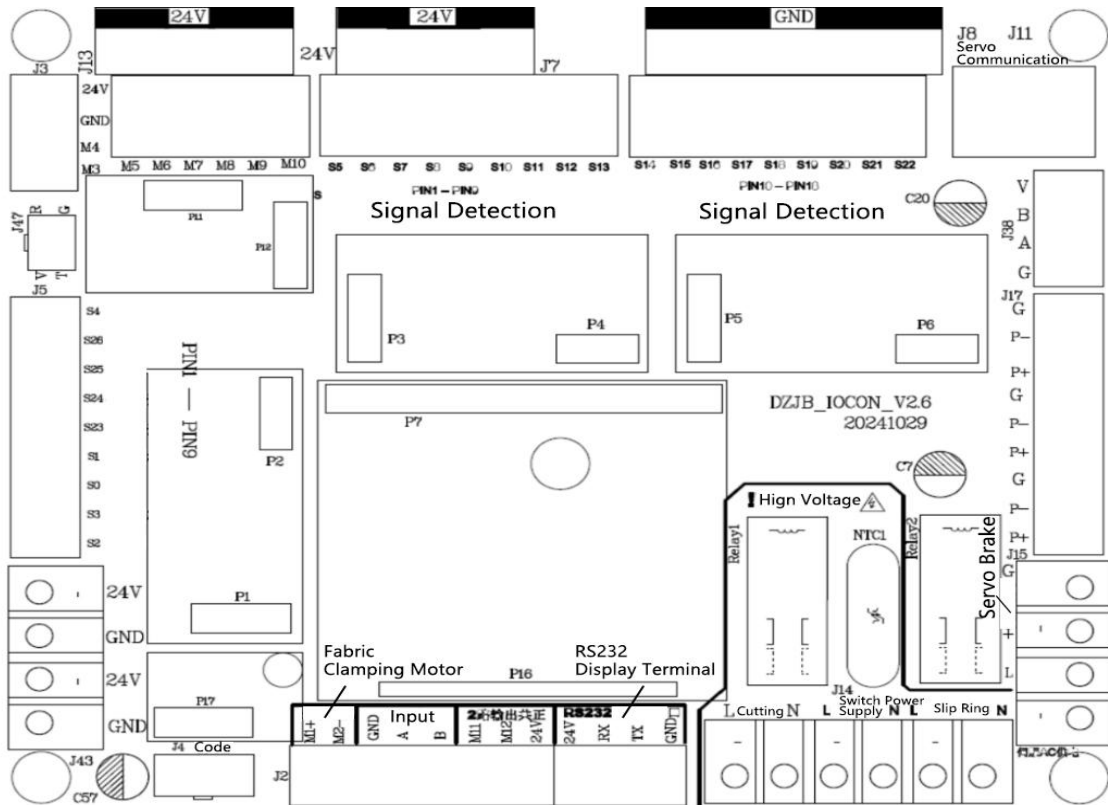 24V
24V
GND
J8
J11
Servo
Communication
J13
24V
J7
J3
24V
GND
M4
M3
M5
M6
M7
M8
M9
M10
S5
S6
S7
S8
S9
S10
S11
S12
S13
S14
S15
S16
S17
S18
S19
S20
S21
S22
S
PIN1-PIN9
PIN10-PIN18
Signal Detection
Signal Detection
C20
P11
P12
J47
R
G
V
T
V
B
A
G
J38
J5
S4
S26
S25
S24
S23
S1
S0
S3
S2
PIN1 — PIN9
P3
P4
P5
P6
J17
G
P-
P+
G
P-
P+
G
P-
P+
P7
DZJB_IOCON_V2.6
20241029
P2
C7
! Hign Voltage
Relay1
NTC1
Relay2
Servo Brake
J15
G
+
L
24V
GND
24V
GND
P1
Fabric
Clamping Motor
RS232
Display Terminal
P16
J14
P17
L Cutting N
L Switch Power Supply N
L Slip Ring N
M1+
M2-
GND
Input
A
B
M11
M12
24V
RS232
24V
RX
TX
GND
J4 Code
J43
J2
C57